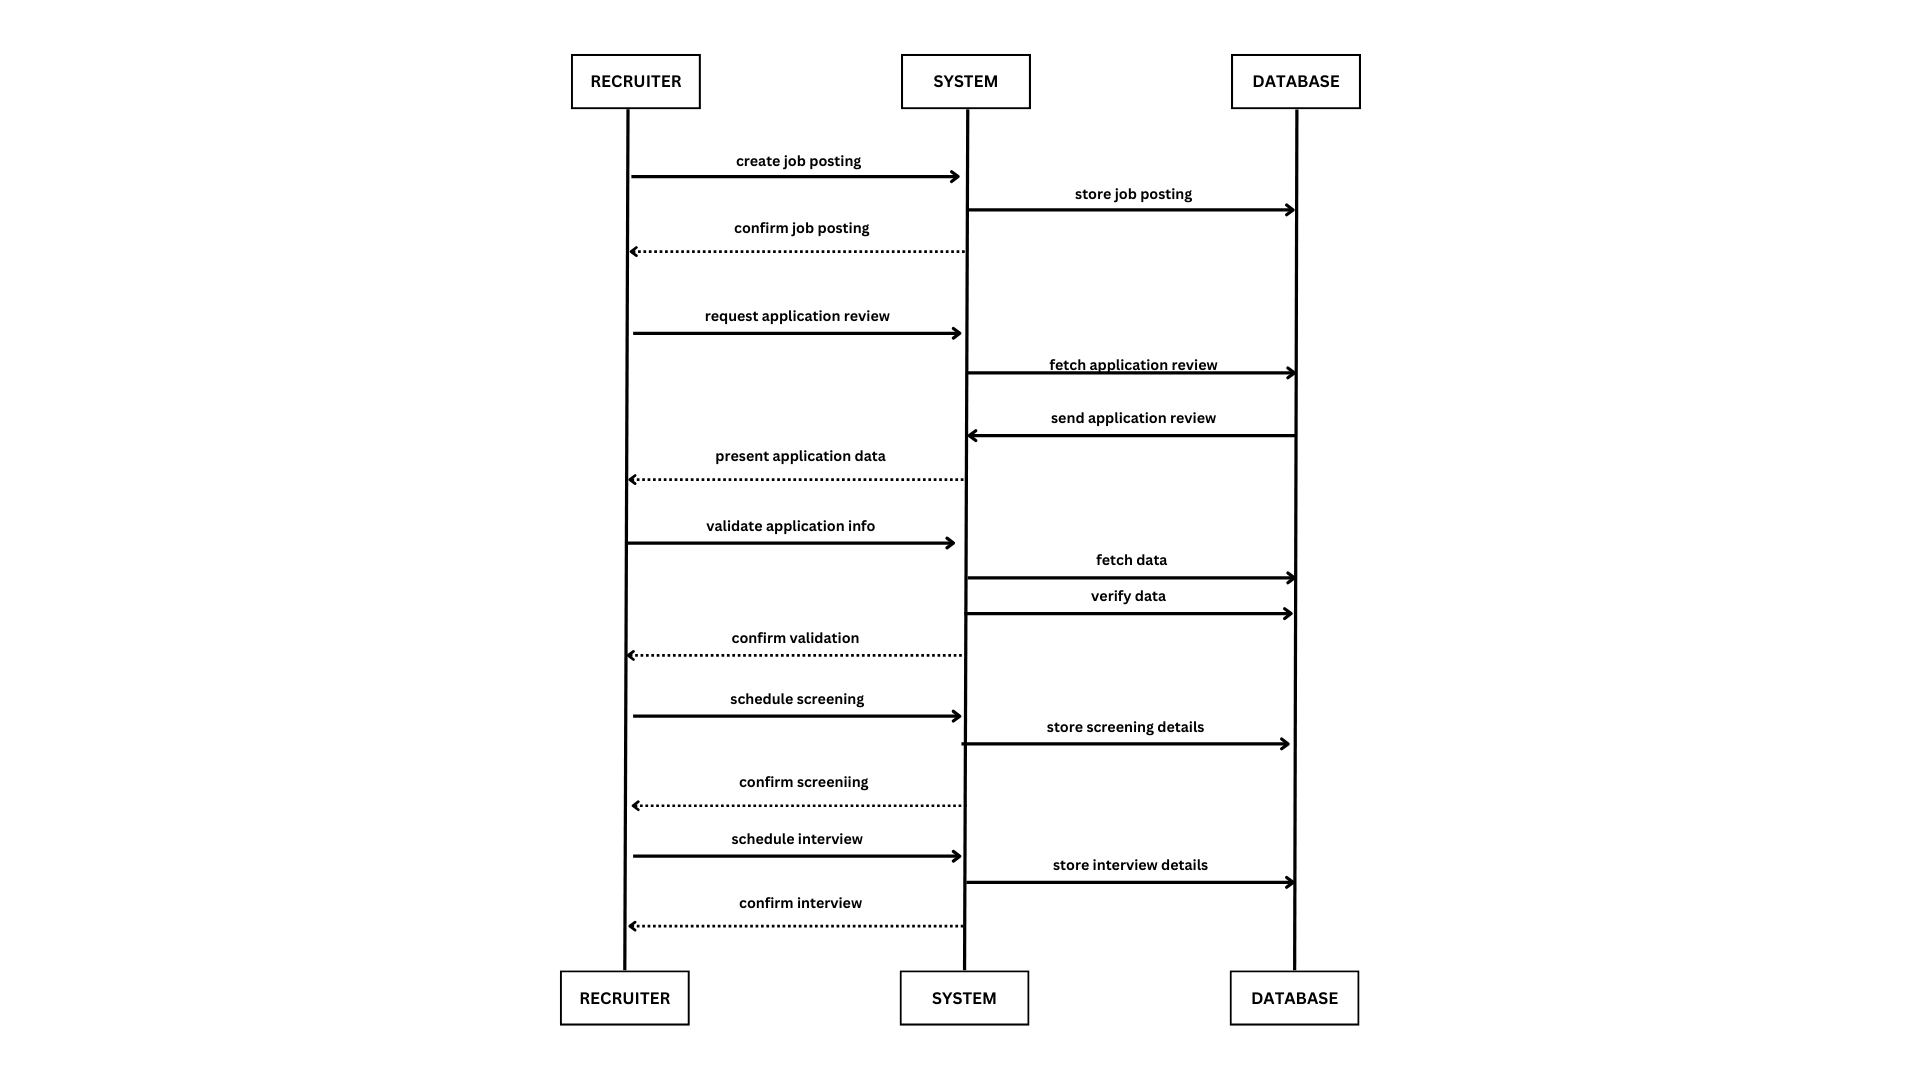 RECRUITER
SYSTEM
DATABASE
create job posting
store job posting
confirm job posting
request application review
fetch application review
send application review
present application data
validate application info
fetch data
verify data
confirm validation
schedule screening
store screening details
confirm screeniing
schedule interview
store interview details
confirm interview
RECRUITER
SYSTEM
DATABASE